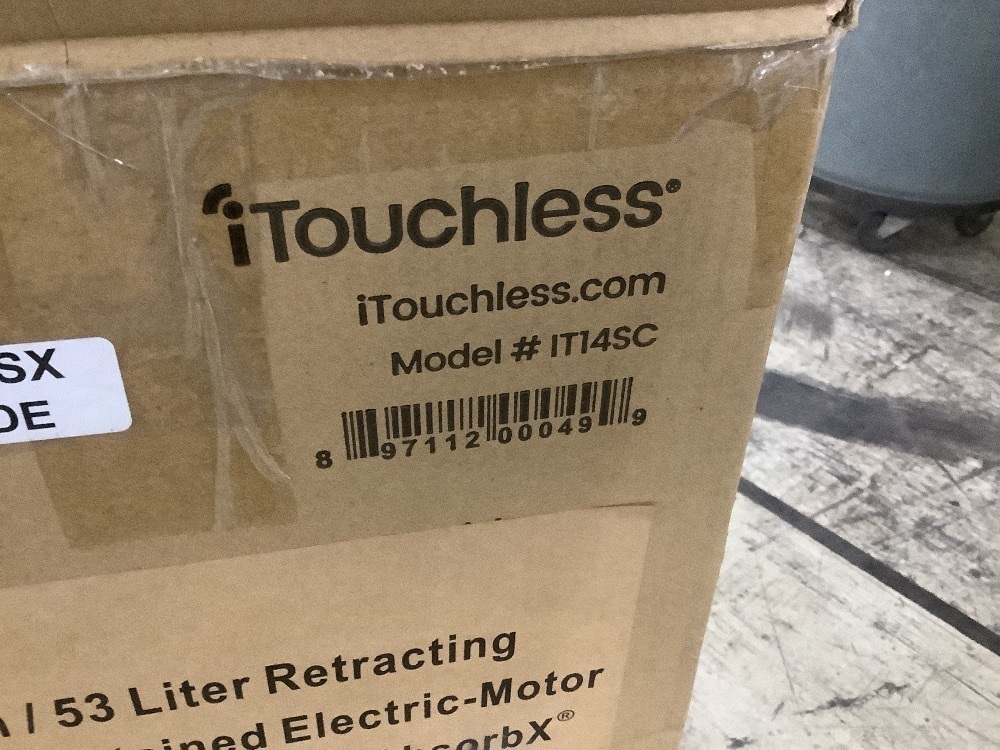 iTouchless®
iTouchless.com
Model # IT14SC
SX
DE
8 97112 00049 9
/ 53 Liter Retracting
Electric-Motor